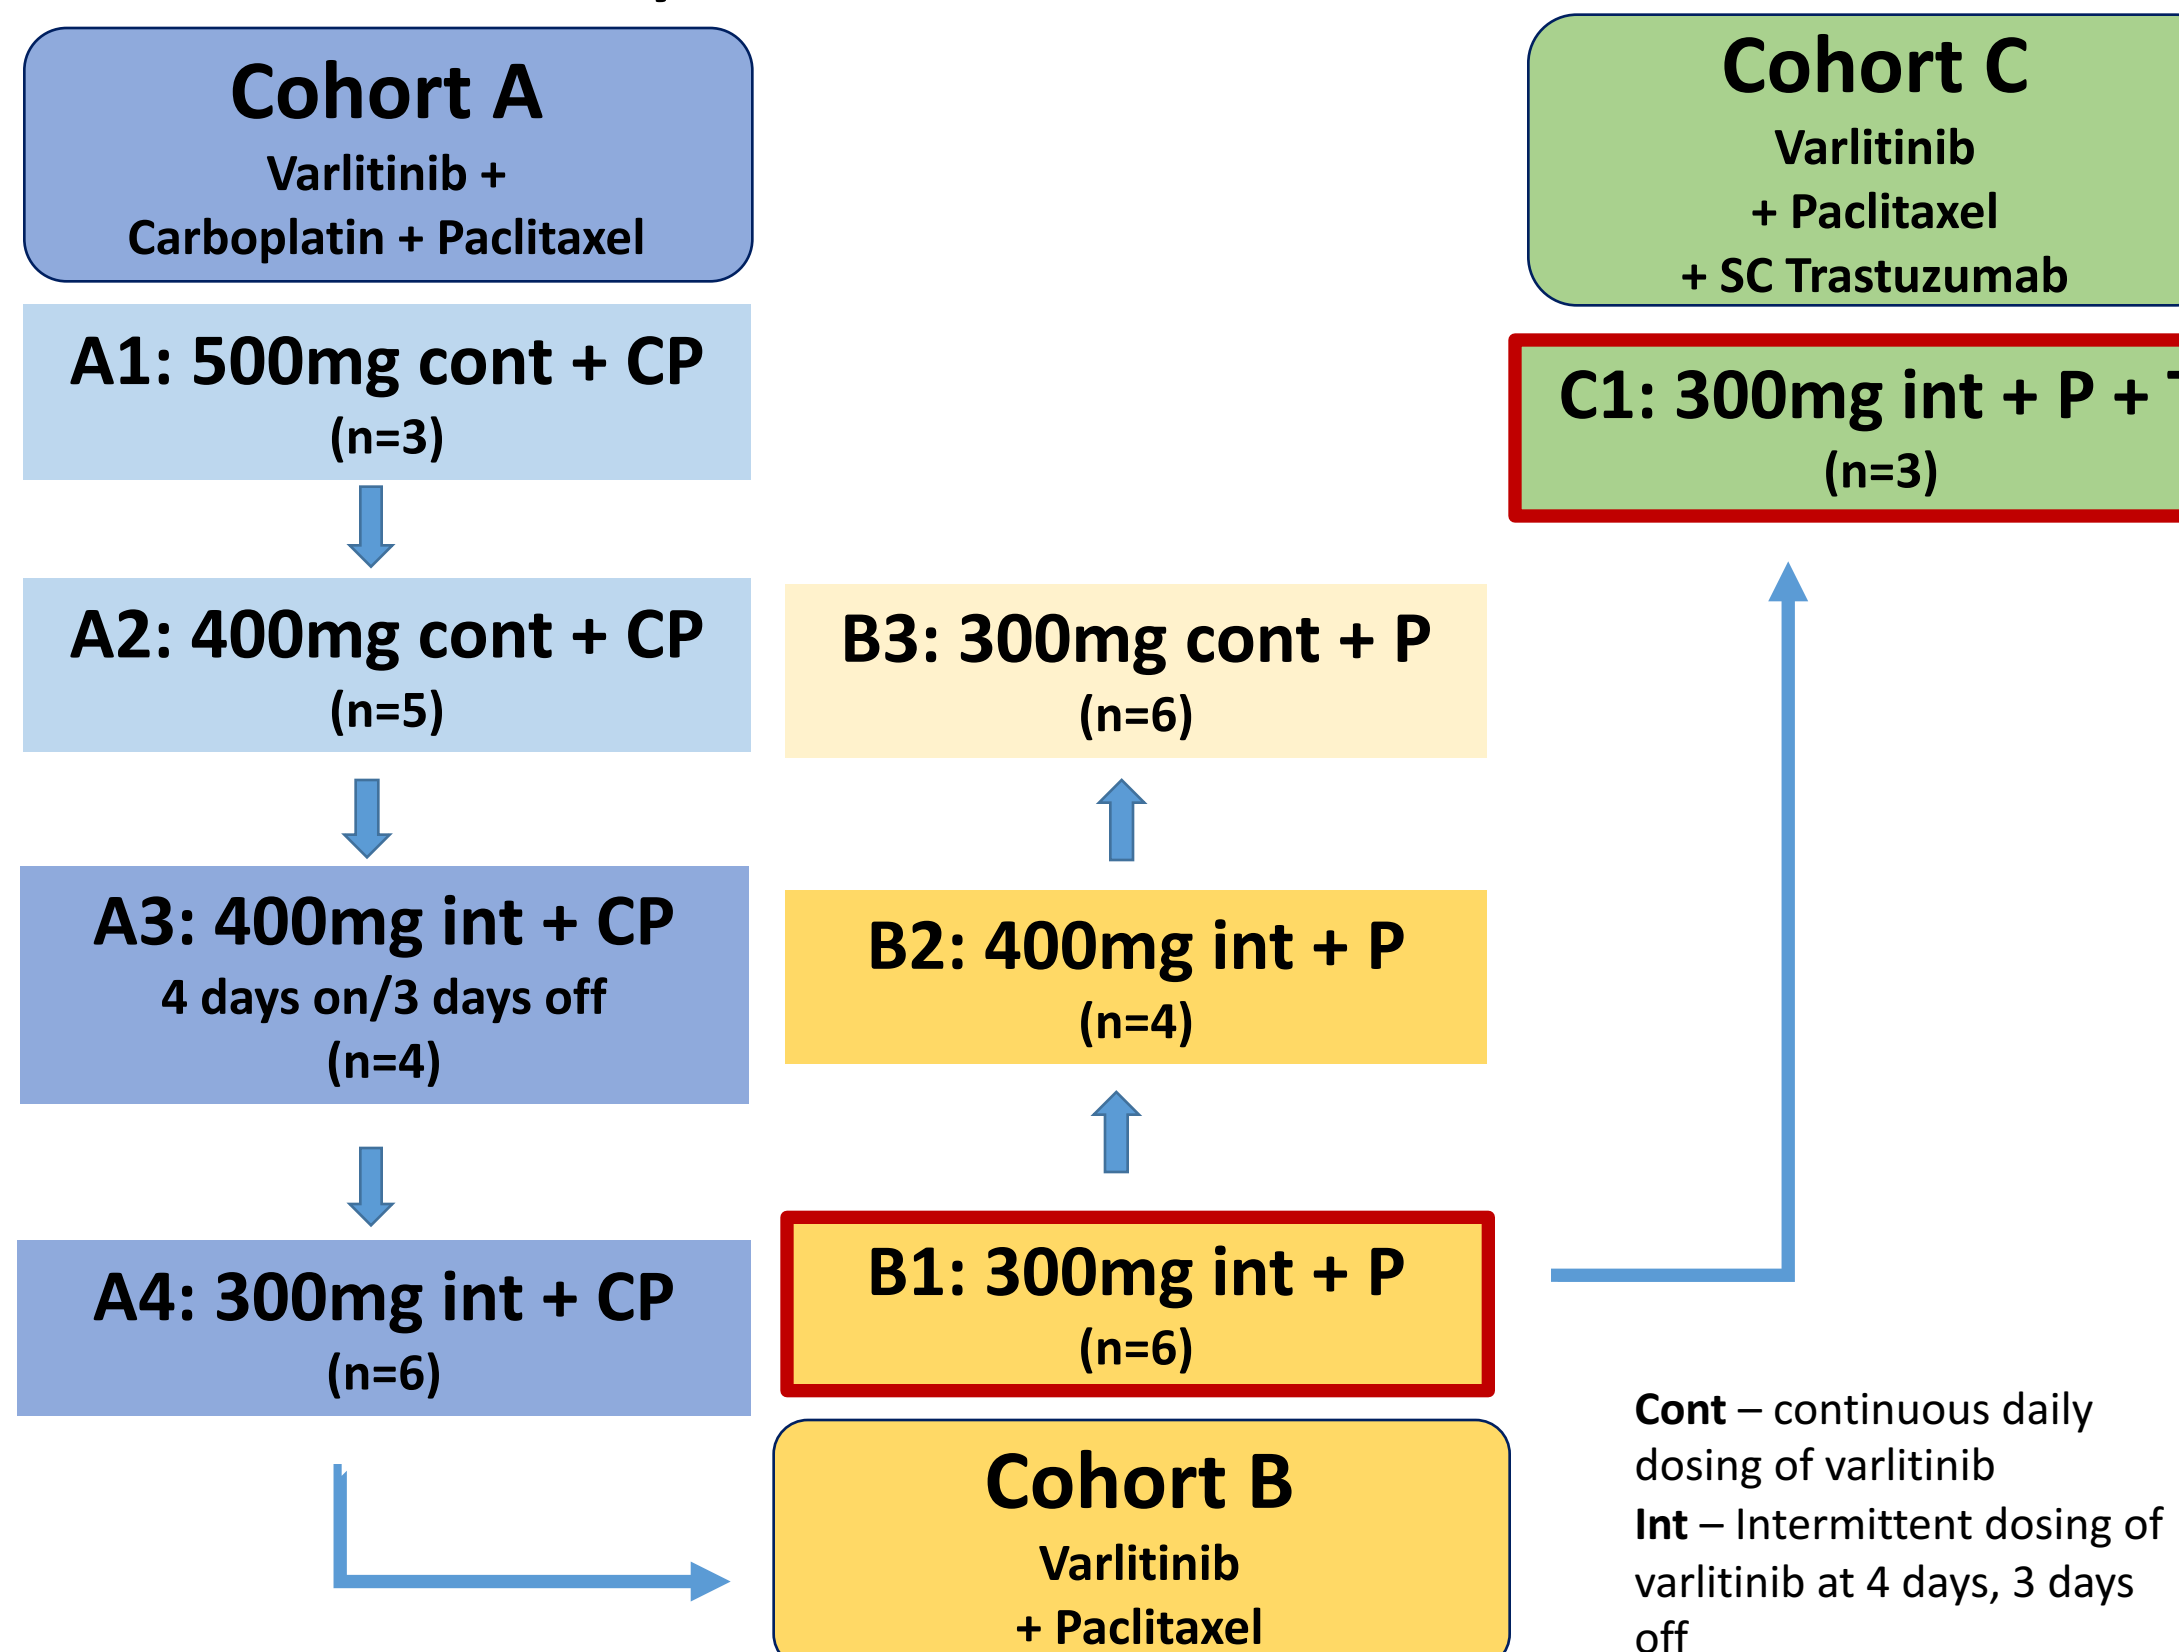 Cohort A
Varlitinib +
Carboplatin + Paclitaxel
A1: 500mg cont + CP
(n=3)
A2: 400mg cont + CP
(n=5)
A3: 400mg int + CP
4 days on/3 days off
(n=4)
A4: 300mg int + CP
(n=6)
B3: 300mg cont + P
(n=6)
B2: 400mg int + P
(n=4)
B1: 300mg int + P
(n=6)
Cohort B
Varlitinib
+ Paclitaxel
Cohort C
Varlitinib
+ Paclitaxel
+ SC Trastuzumab
C1: 300mg int + P +
(n=3)
Cont – continuous daily
dosing of varlitinib
Int – Intermittent dosing of
varlitinib at 4 days, 3 days
off